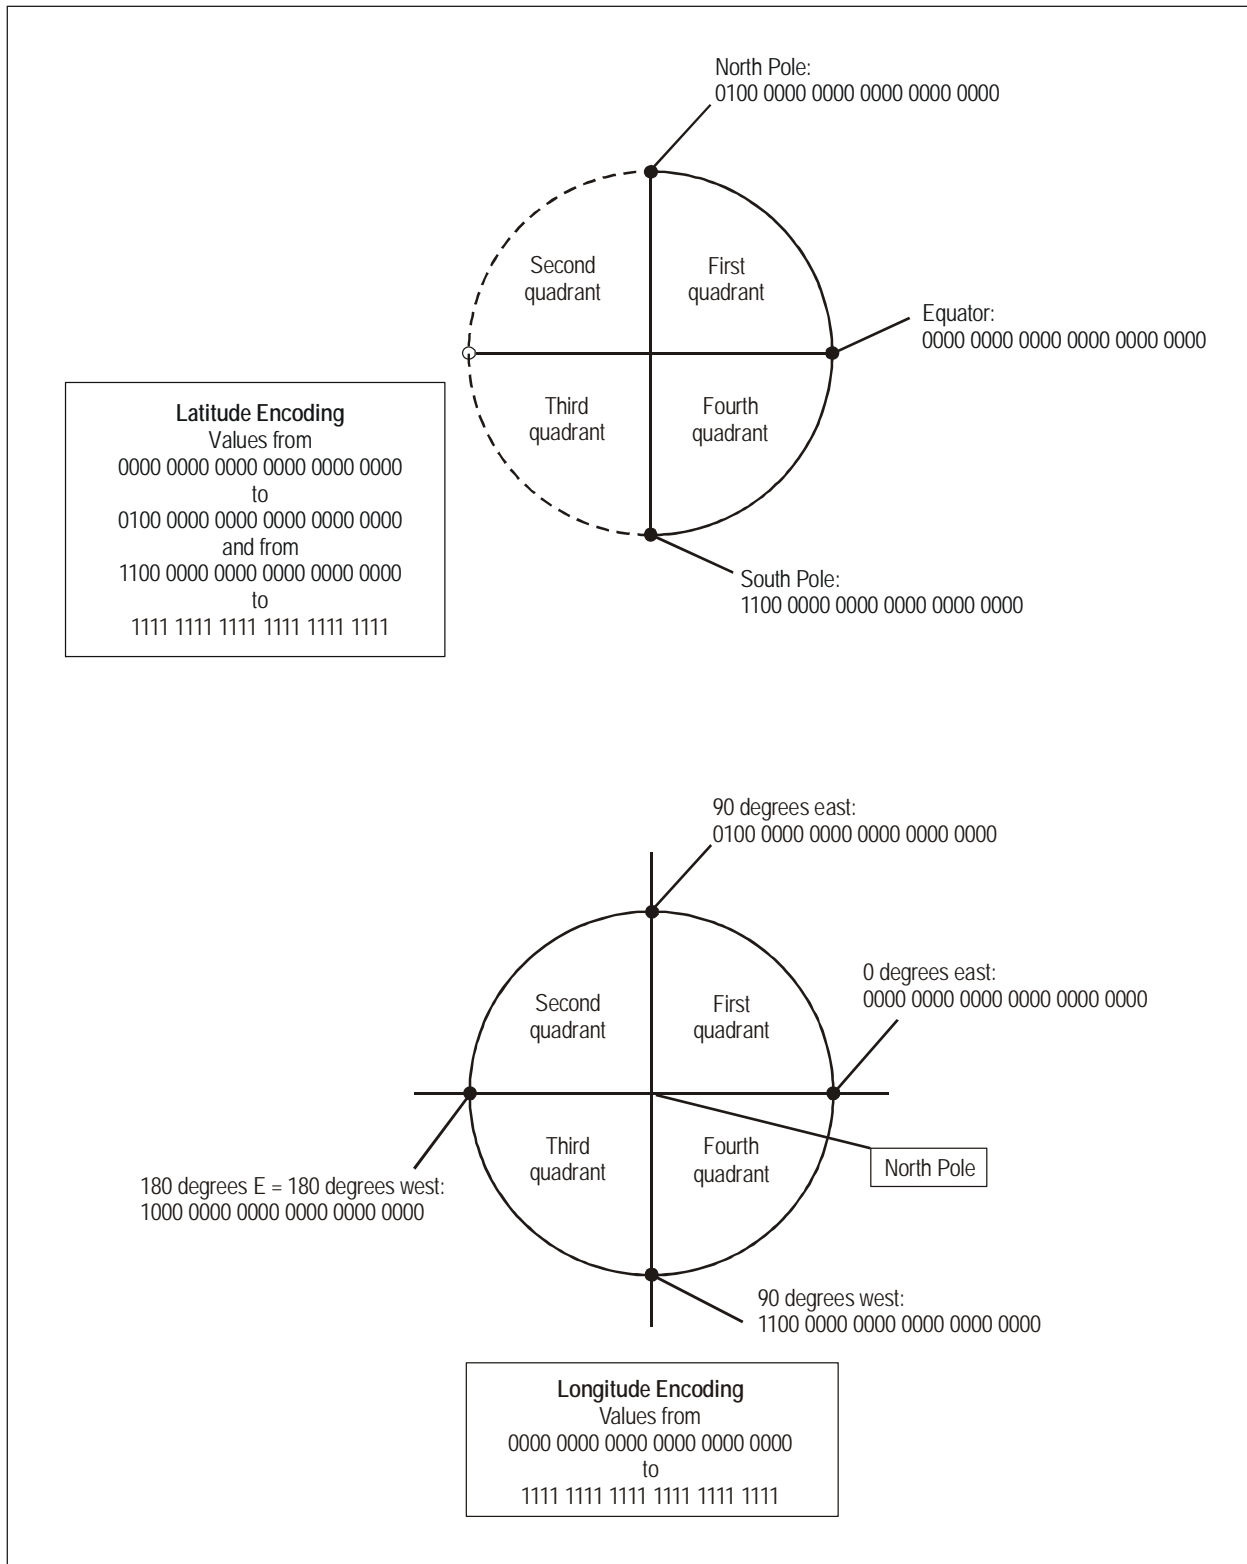 North Pole:
0100 0000 0000 0000 0000 0000
Second
quadrant
First
quadrant
Equator:
0000 0000 0000 0000 0000 0000
Third
quadrant
Fourth
quadrant
Latitude Encoding
Values from
0000 0000 0000 0000 0000 0000
to
0100 0000 0000 0000 0000 0000
and from
1100 0000 0000 0000 0000 0000
to
1111 1111 1111 1111 1111 1111
South Pole:
1100 0000 0000 0000 0000 0000
90 degrees east:
0100 0000 0000 0000 0000 0000
0 degrees east:
0000 0000 0000 0000 0000 0000
Second
quadrant
First
quadrant
Third
quadrant
Fourth
quadrant
North Pole
180 degrees E = 180 degrees west:
1000 0000 0000 0000 0000 0000
90 degrees west:
1100 0000 0000 0000 0000 0000
Longitude Encoding
Values from
0000 0000 0000 0000 0000 0000
to
1111 1111 1111 1111 1111 1111